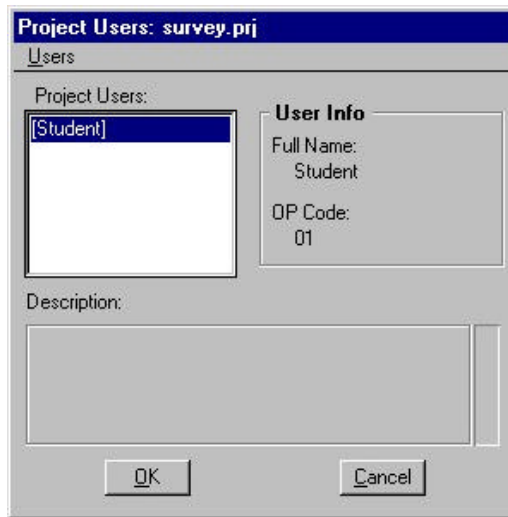 Project Users: survey.prj
Users
Project Users:
[Student]
User Info
Full Name:
Student
OP Code:
01
Description:
OK
Cancel